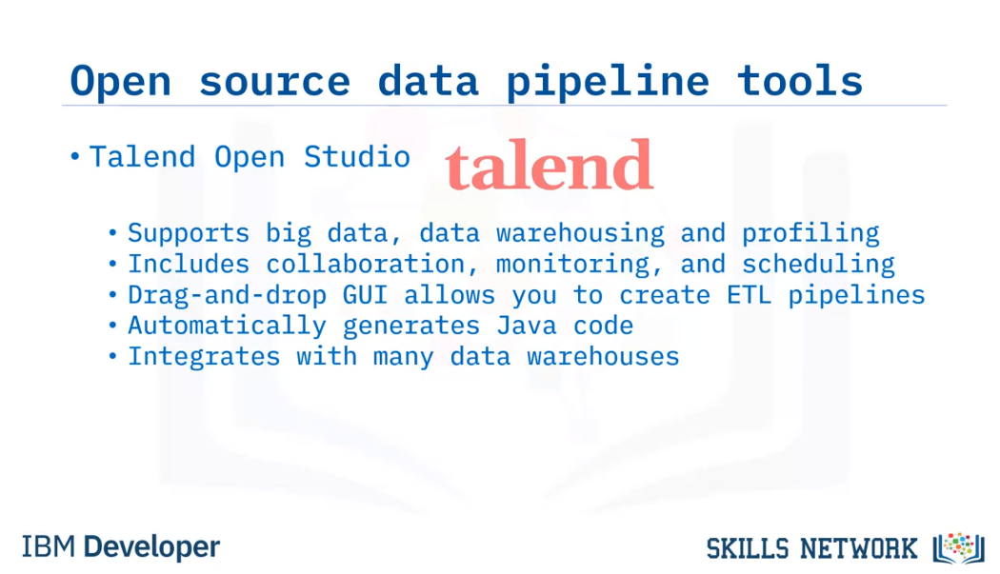 Open source data pipeline tools
• Talend Open Studio
talend
• Supports big data, data warehousing and profiling
• Includes collaboration, monitoring, and scheduling
• Drag-and-drop GUI allows you to create ETL pipelines
• Automatically generates Java code
• Integrates with many data warehouses
IBM Developer
SKILLS NETWORK